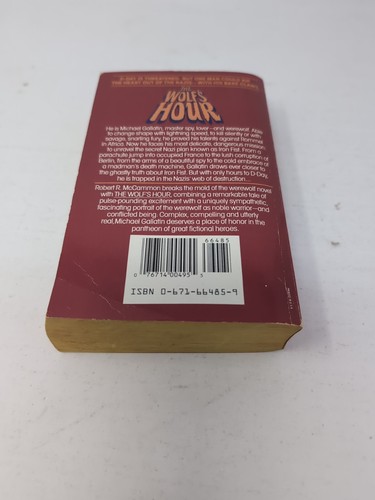 THE
WOLF'S
HOUR
He is Michael Gallatin, master spy, lover—and werewolf. Able
to change shape with lightning speed, to kill silently or with
savage, snarling fury, he proved his talents against Rommel
in Africa. Now he faces his most delicate, dangerous mission:
to unravel the secret Nazi plan known as Iron Fist. From a
parachute jump into occupied France to the lush corruption of
Berlin, from the arms of a beautiful spy to the cold embrace of
a madman's death machine, Gallatin draws ever closer to
the ghastly truth about Iron Fist. But with only hours to D-Day,
he is trapped in the Nazis' web of destruction...
Robert R. McCammon breaks the mold of the werewolf novel
with THE WOLF'S HOUR, combining a remarkable tale of
pulse-pounding excitement with a uniquely sympathetic,
fascinating portrait of the werewolf as noble warrior—and
conflicted being. Complex, compelling and utterly
real, Michael Gallatin deserves a place of honor in the
pantheon of great fictional heroes.
66485
0 76714 00495 3
ISBN 0-671-66485-9